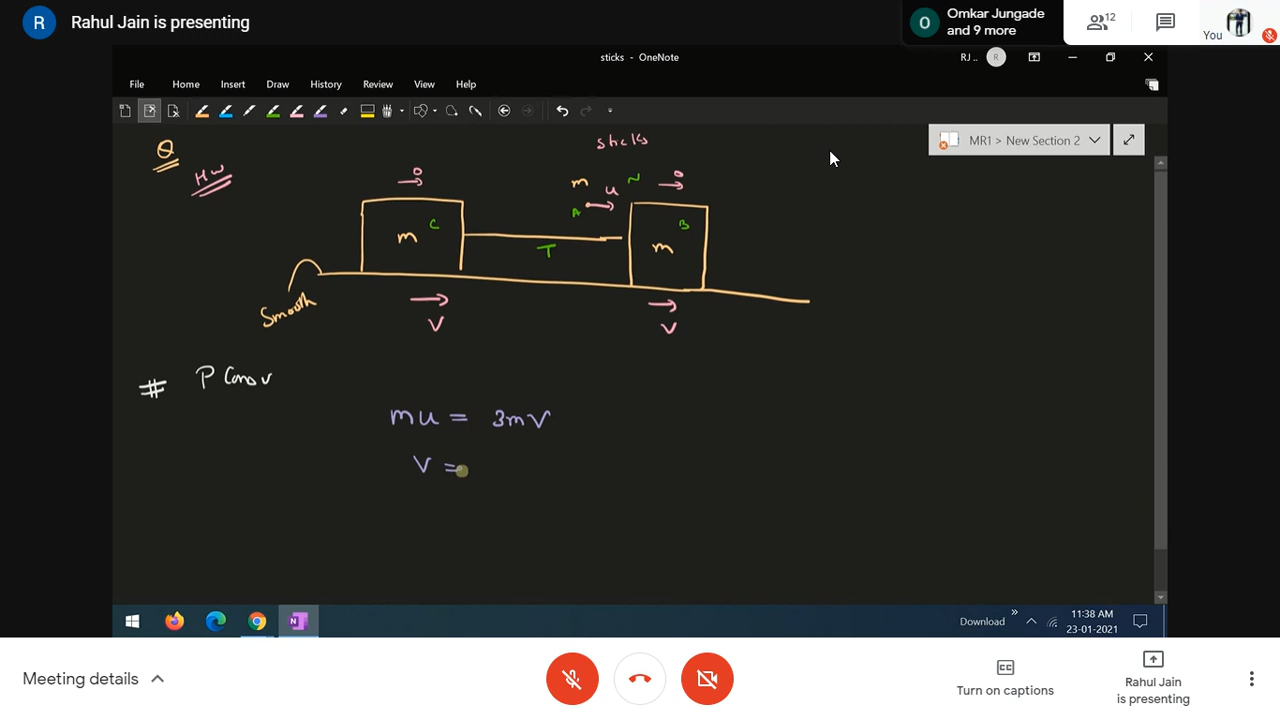 R Rahul Jain is presenting
O Omkar Jungade
and 9 more
12
You
sticks - OneNote
RJ .. R
File Home Insert Draw History Review View Help
MR1 > New Section 2
Q
HW
sticks
o
m
u
N
o
A
m C
T
m B
Smooth
V
V
# P Consv
mu = 3mV
V =
Download
»
11:38 AM
23-01-2021
Meeting details
CC
Turn on captions
Rahul Jain
is presenting